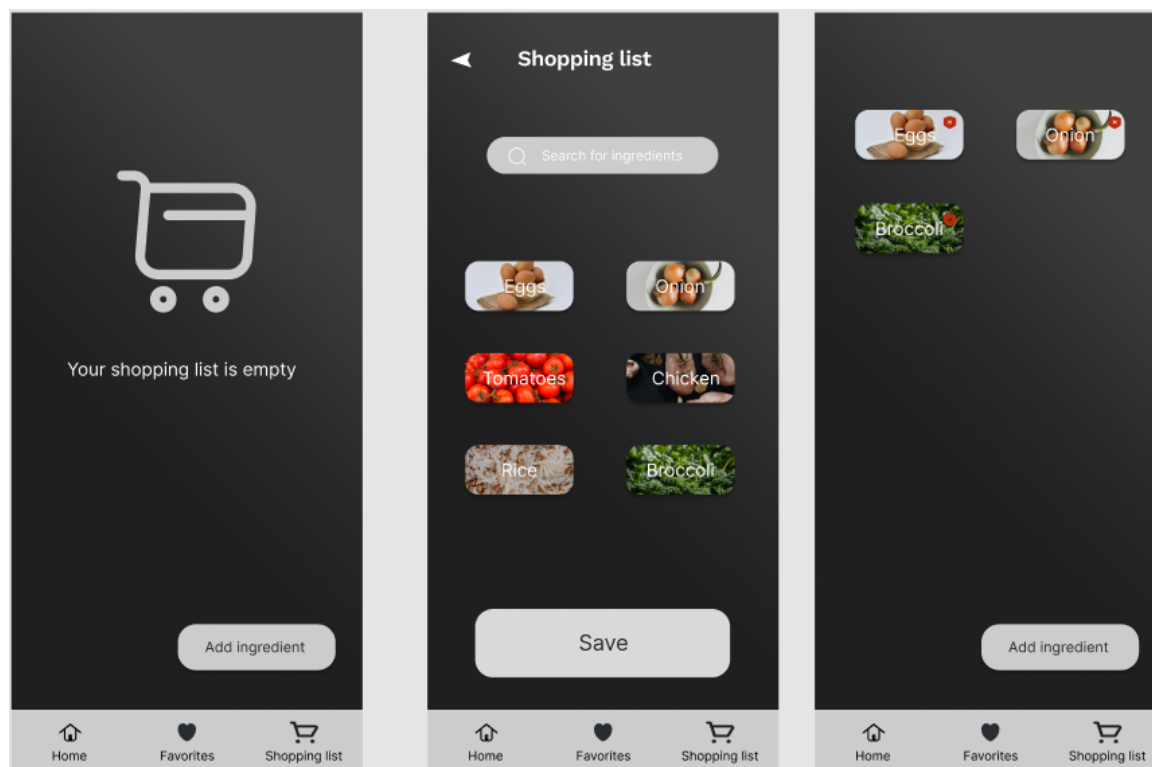 Your shopping list is empty
Add ingredient
Home Favorites Shopping list
Shopping list
Search for ingredients
Eggs Onion
Tomatoes Chicken
Rice Broccoli
Save
Home Favorites Shopping list
Eggs Onion
Broccoli
Add ingredient
Home Favorites Shopping list